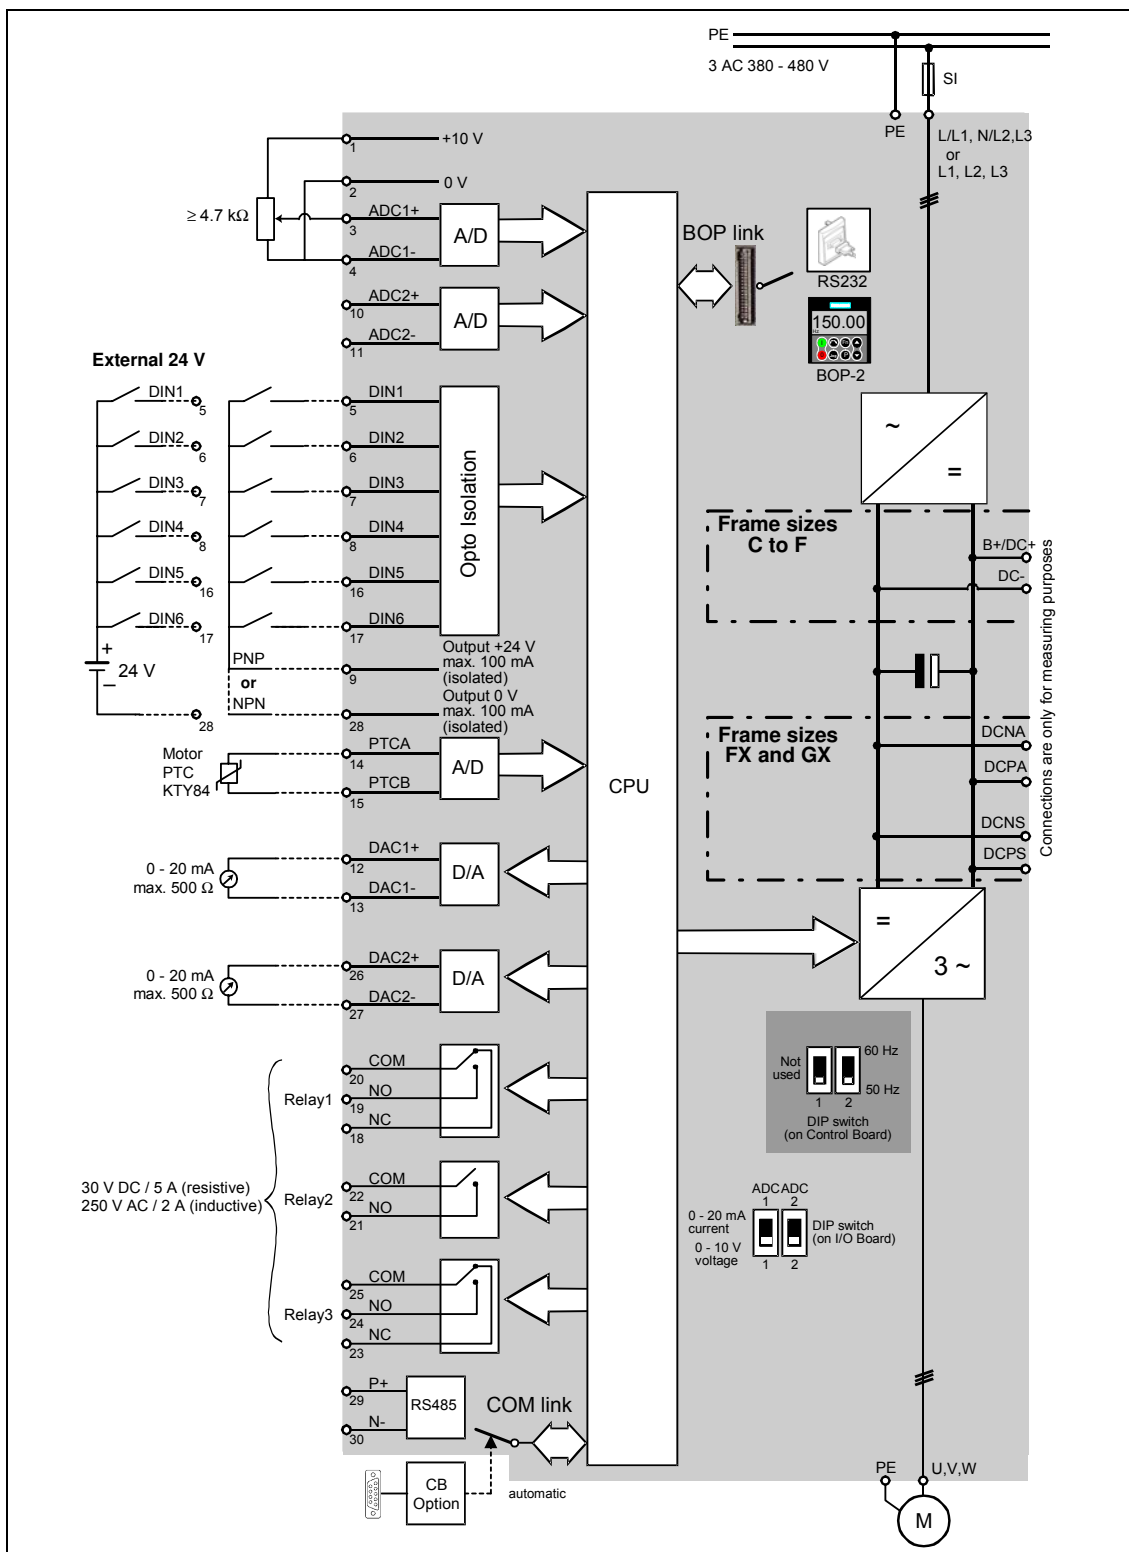 PE
3 AC 380 - 480 V
SI
PE
L/L1, N/L2,L3
or
L1, L2, L3
1
+10 V
2
0 V
≥ 4.7 kΩ
3
ADC1+
4
ADC1-
A/D
10
ADC2+
11
ADC2-
A/D
BOP link
RS232
150.00
Hz
BOP-2
External 24 V
DIN1
5
DIN2
6
DIN3
7
DIN4
8
DIN5
16
DIN6
17
+
24 V
–
28
DIN1
5
DIN2
6
DIN3
7
DIN4
8
DIN5
16
DIN6
17
Opto Isolation
PNP
or
NPN
9
Output +24 V
max. 100 mA
(isolated)
28
Output 0 V
max. 100 mA
(isolated)
Motor
PTC
KTY84
14
PTCA
15
PTCB
A/D
CPU
0 - 20 mA
max. 500 Ω
12
DAC1+
13
DAC1-
D/A
0 - 20 mA
max. 500 Ω
26
DAC2+
27
DAC2-
D/A
30 V DC / 5 A (resistive)
250 V AC / 2 A (inductive)
Relay1
20
COM
19
NO
18
NC
Relay2
22
COM
21
NO
Relay3
25
COM
24
NO
23
NC
29
P+
30
N-
RS485
COM link
CB
Option
automatic
~
=
Frame sizes
C to F
B+/DC+
DC-
Frame sizes
FX and GX
DCNA
DCPA
DCNS
DCPS
Connections are only for measuring purposes
=
3 ~
Not
used
60 Hz
50 Hz
1 2
DIP switch
(on Control Board)
ADC ADC
1 2
0 - 20 mA
current
0 - 10 V
voltage
1 2
DIP switch
(on I/O Board)
PE
U,V,W
M